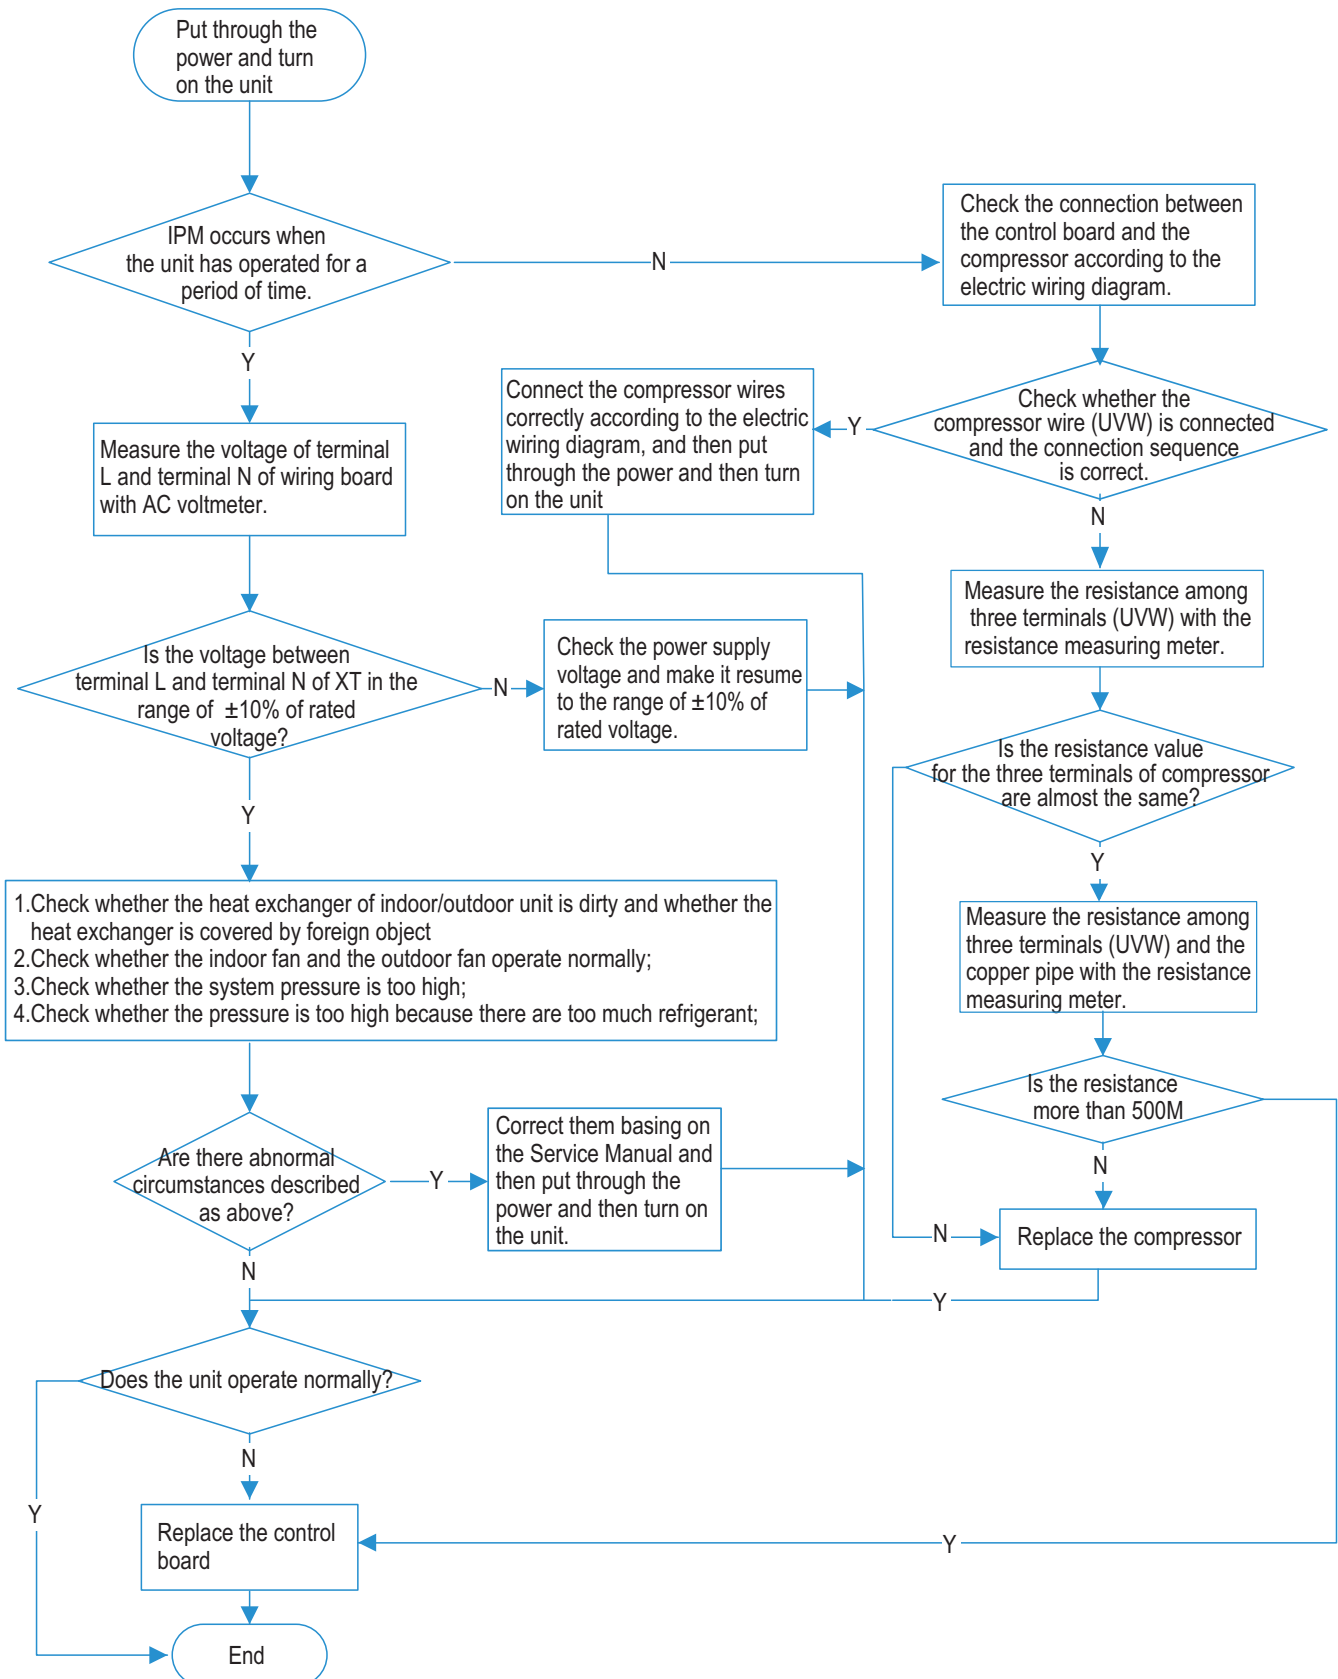 Put through the
power and turn
on the unit
IPM occurs when
the unit has operated for a
period of time.
N
Check the connection between
the control board and the
compressor according to the
electric wiring diagram.
Y
Measure the voltage of terminal
L and terminal N of wiring board
with AC voltmeter.
Connect the compressor wires
correctly according to the electric
wiring diagram, and then put
through the power and then turn
on the unit
Y
Check whether the
compressor wire (UVW) is connected
and the connection sequence
is correct.
N
Measure the resistance among
three terminals (UVW) with the
resistance measuring meter.
Is the voltage between
terminal L and terminal N of XT in the
range of ±10% of rated
voltage?
N
Check the power supply
voltage and make it resume
to the range of ±10% of
rated voltage.
Is the resistance value
for the three terminals of compressor
are almost the same?
Y
Y
Measure the resistance among
three terminals (UVW) and the
copper pipe with the resistance
measuring meter.
1.Check whether the heat exchanger of indoor/outdoor unit is dirty and whether the
heat exchanger is covered by foreign object
2.Check whether the indoor fan and the outdoor fan operate normally;
3.Check whether the system pressure is too high;
4.Check whether the pressure is too high because there are too much refrigerant;
Is the resistance
more than 500M
N
Are there abnormal
circumstances described
as above?
Y
Correct them basing on
the Service Manual and
then put through the
power and then turn on
the unit.
N
Replace the compressor
N
Y
Does the unit operate normally?
N
Y
Replace the control
board
Y
End